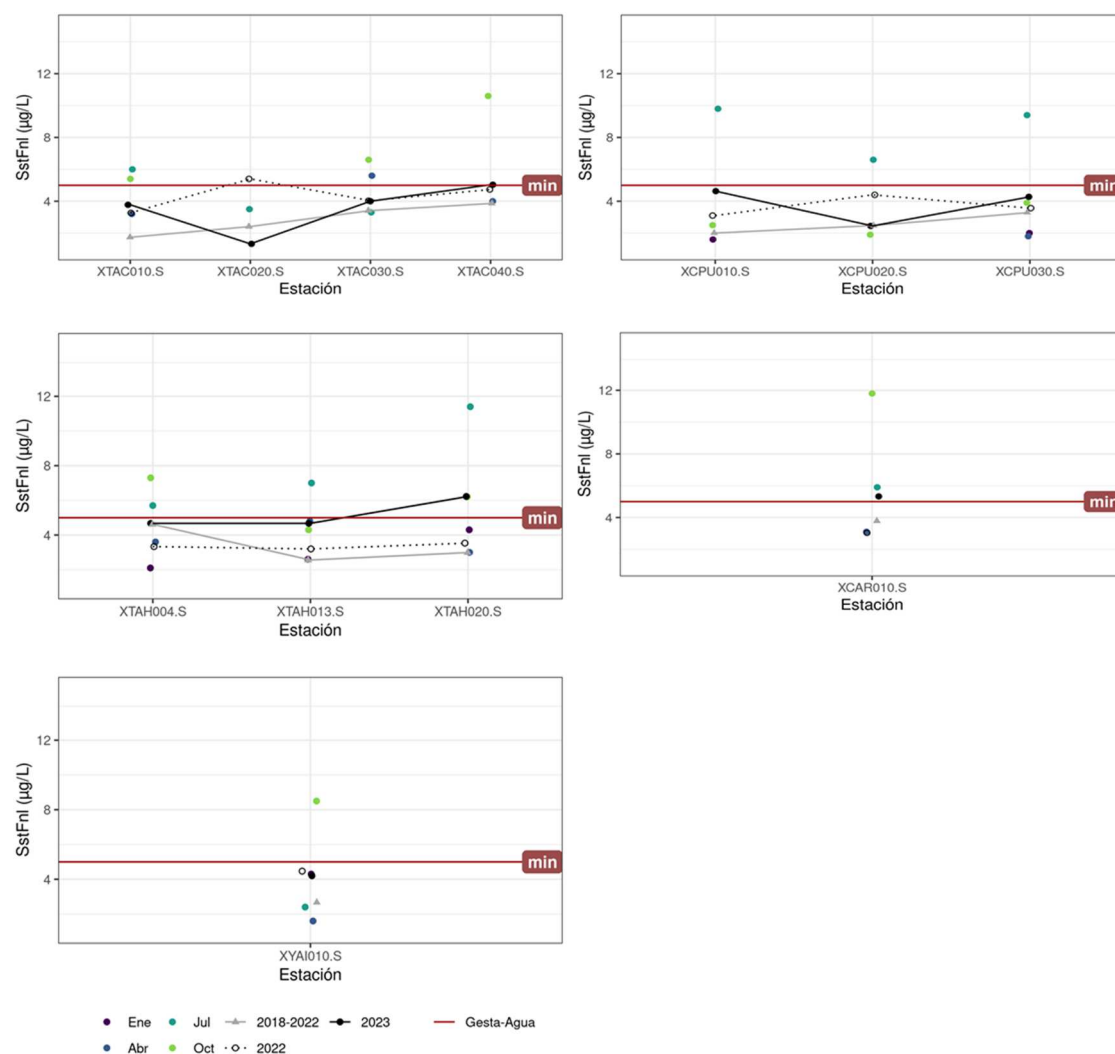 SstFnl (µg/L)
12
8
4
min
XTAC010.S XTAC020.S XTAC030.S XTAC040.S
Estación
SstFnl (µg/L)
12
8
4
min
XCPU010.S XCPU020.S XCPU030.S
Estación
SstFnl (µg/L)
12
8
4
min
XTAH004.S XTAH013.S XTAH020.S
Estación
SstFnl (µg/L)
12
8
4
min
XCAR010.S
Estación
SstFnl (µg/L)
12
8
4
min
XYAI010.S
Estación
Ene Jul 2018-2022 2023 Gesta-Agua
Abr Oct 2022